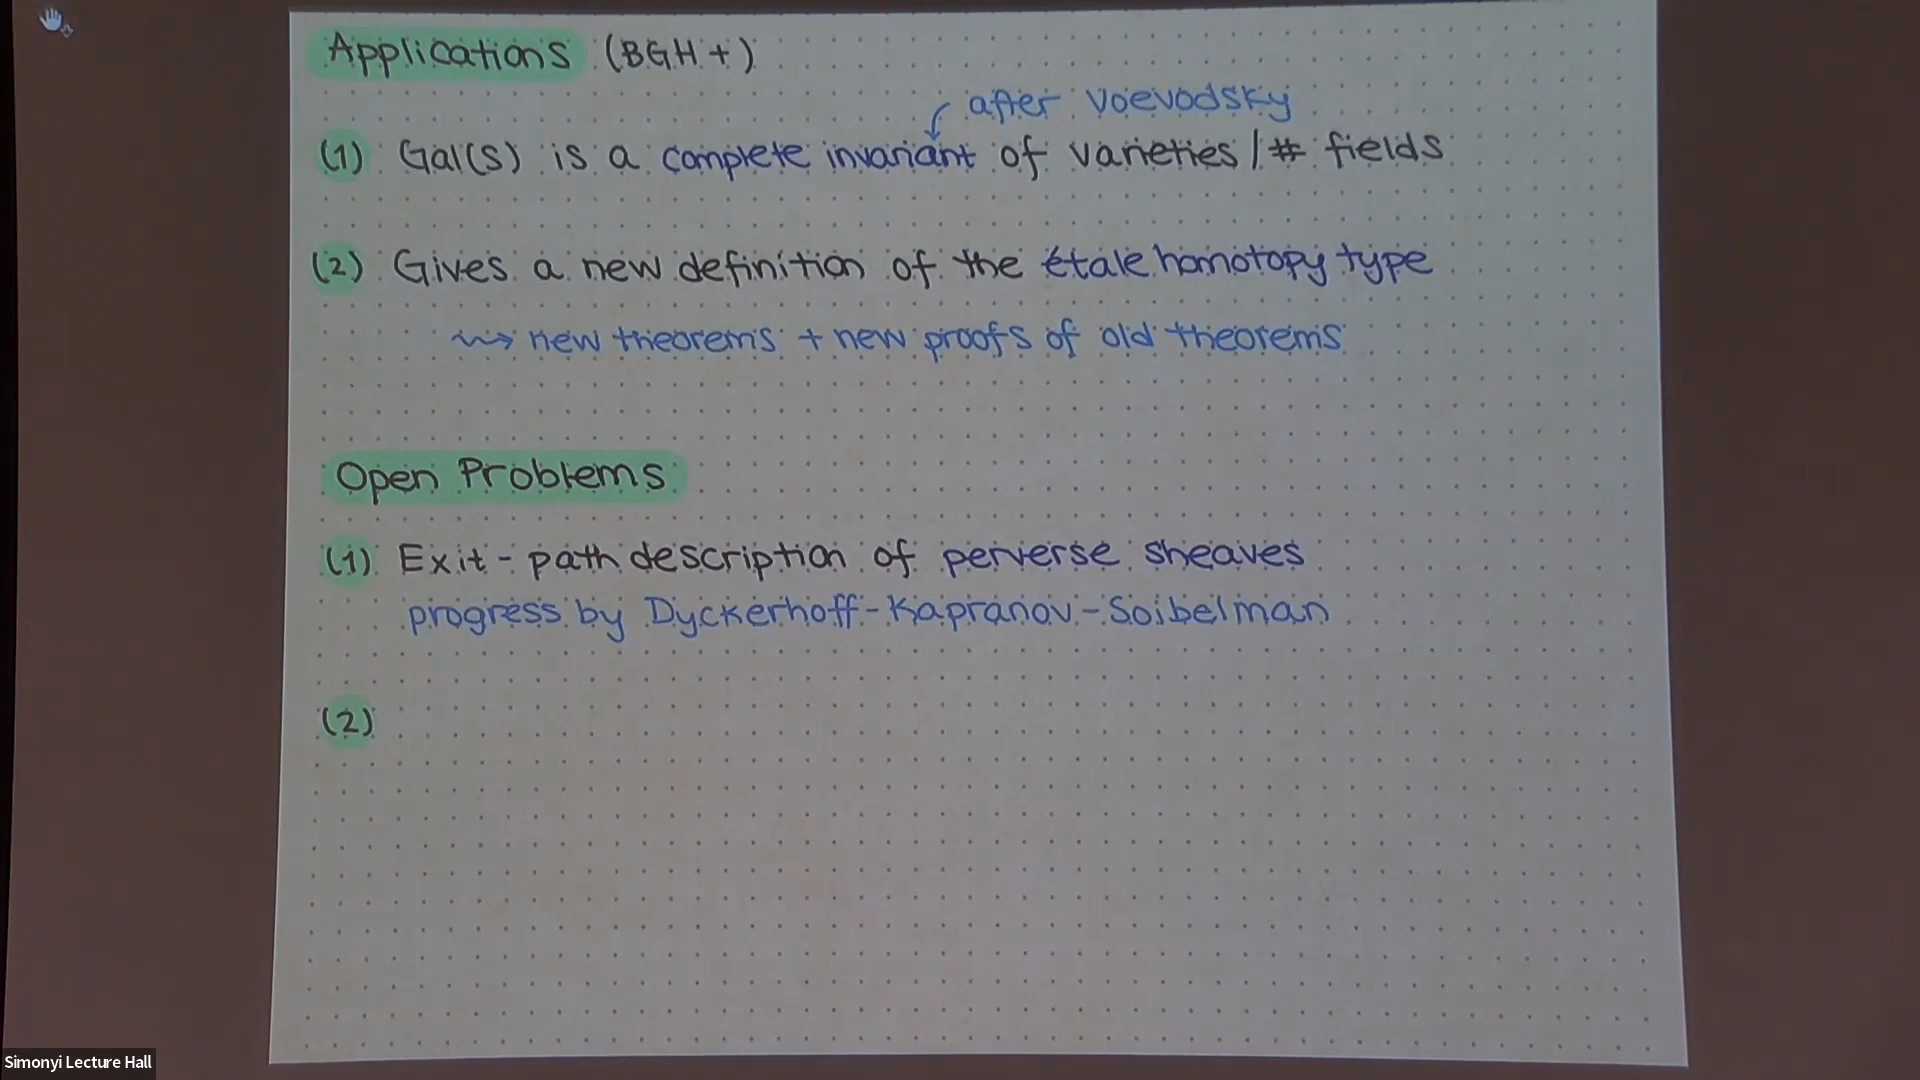 Applications (BGH+)
after Voevodsky
(1) Gal(S) is a complete invariant of varieties / # fields
(2) Gives a new definition of the étale homotopy type
⇝ new theorems + new proofs of old theorems
Open Problems
(1) Exit-path description of perverse sheaves
progress by Dyckerhoff-Kapranov-Soibelman
(2)
Simonyi Lecture Hall